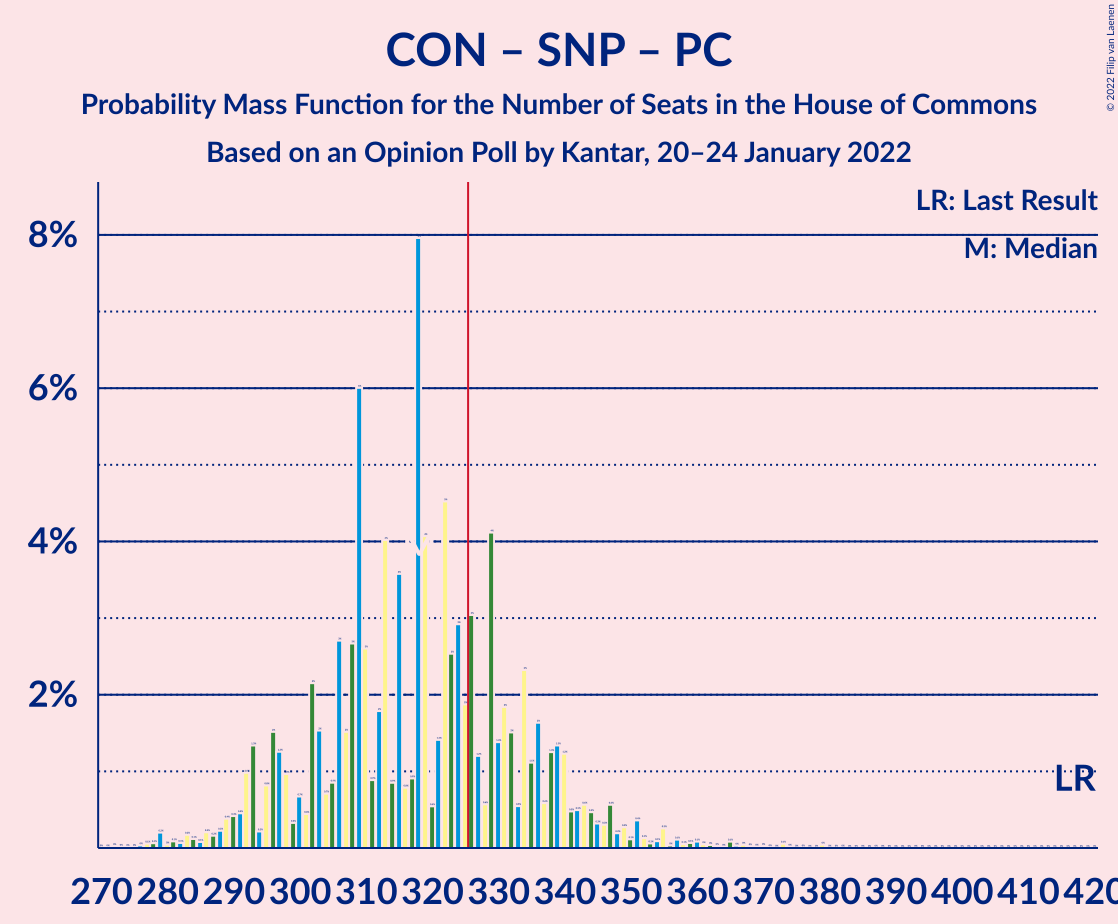 CON – SNP – PC
Probability Mass Function for the Number of Seats in the House of Commons
Based on an Opinion Poll by Kantar, 20–24 January 2022
© 2022 Filip van Laenen
LR: Last Result
M: Median
8%
6%
4%
2%
M
LR
270 280 290 300 310 320 330 340 350 360 370 380 390 400 410 420